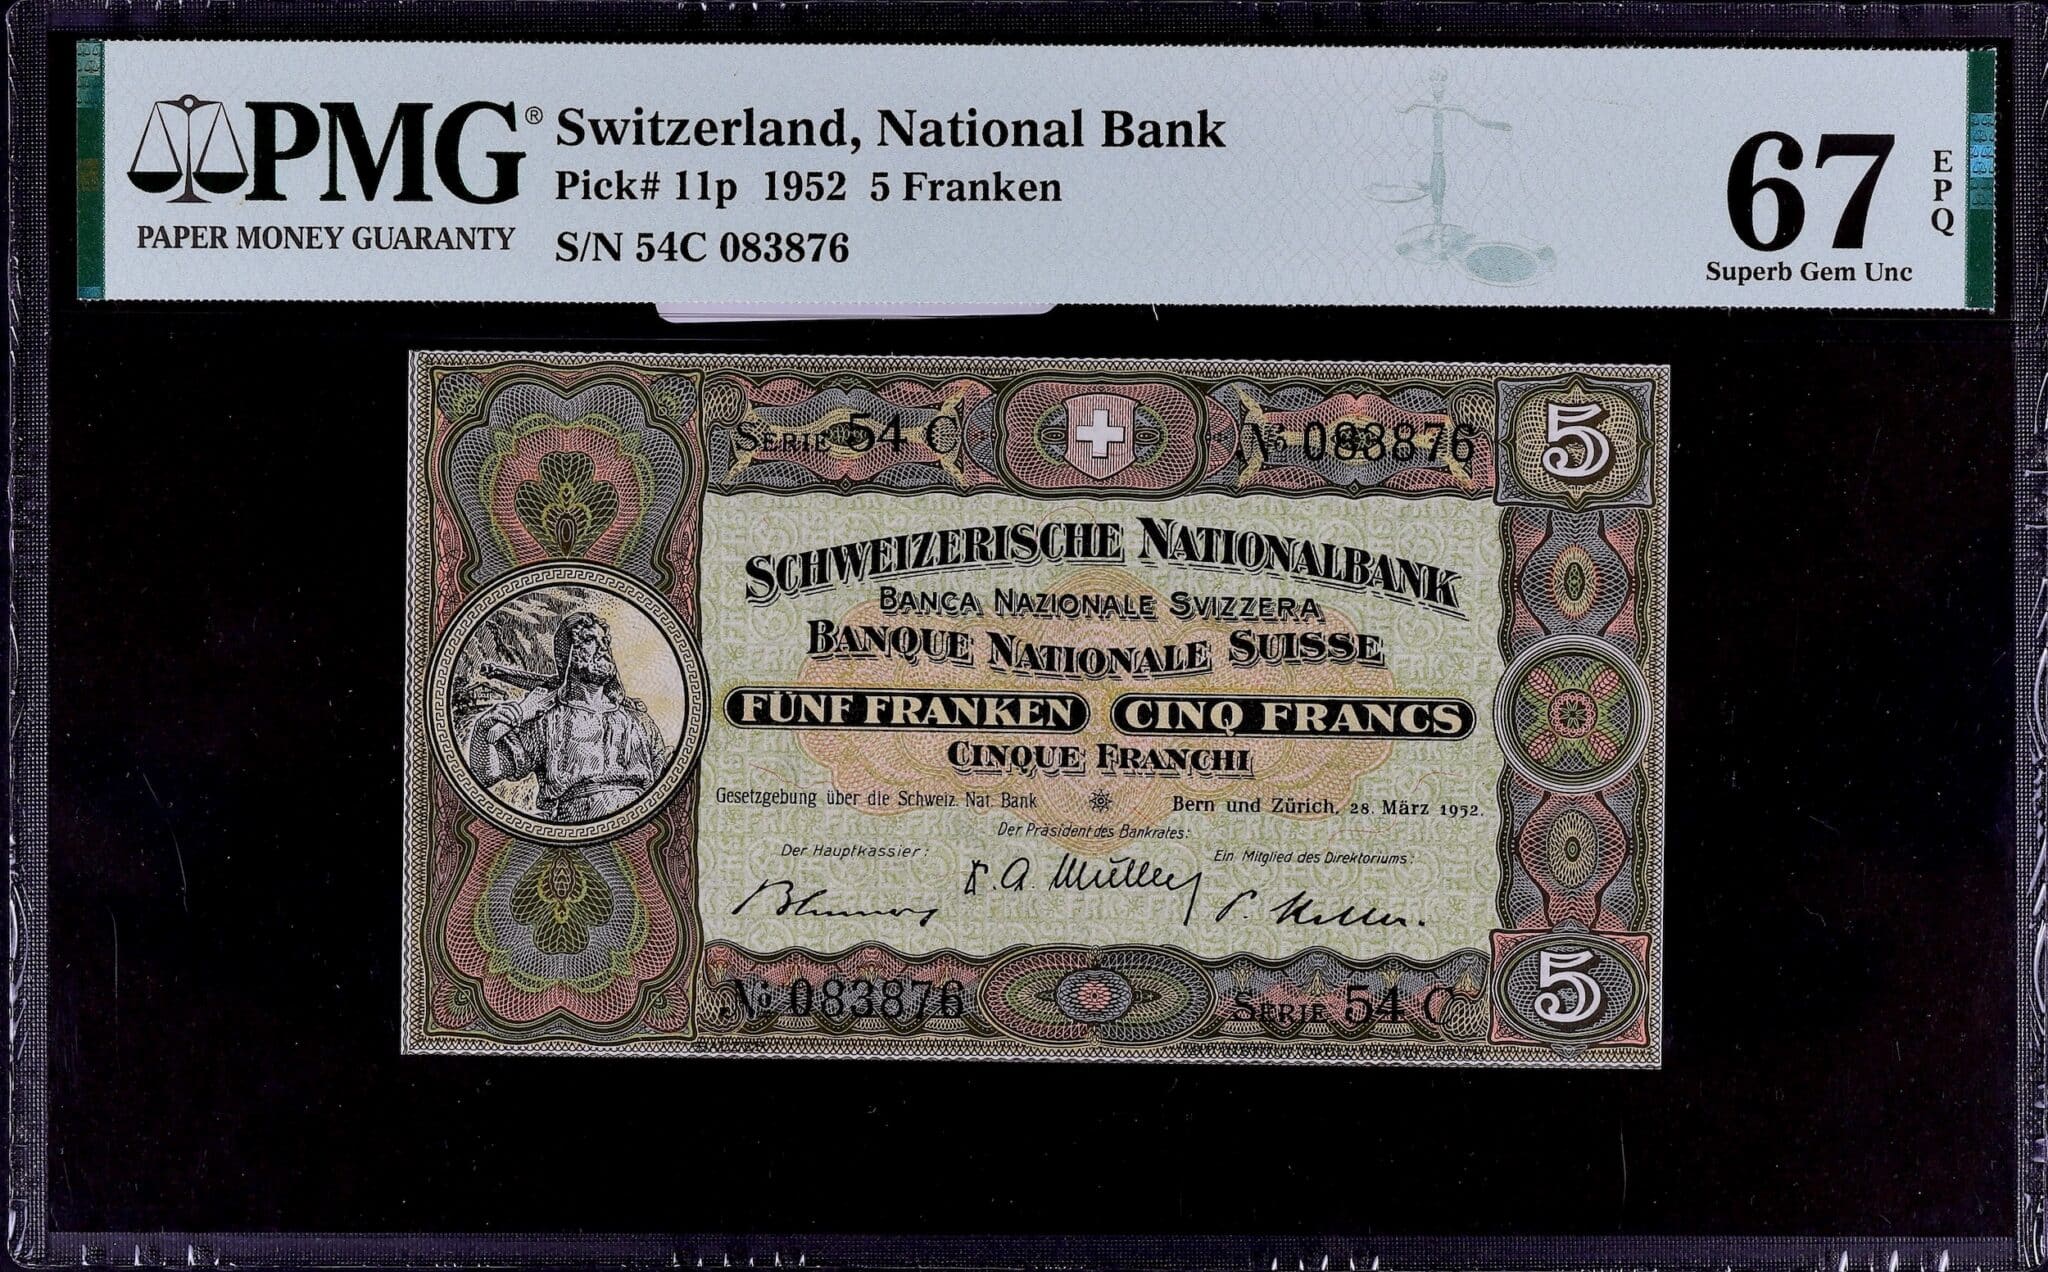 PMG®
PAPER MONEY GUARANTY
Switzerland, National Bank
Pick# 11p 1952 5 Franken
S/N 54C 083876
67
EPQ
Superb Gem Unc
SERIE 54 C
№ 083876
5
SCHWEIZERISCHE NATIONALBANK
BANCA NAZIONALE SVIZZERA
BANQUE NATIONALE SUISSE
FÜNF FRANKEN CINQ FRANCS
CINQUE FRANCHI
Gesetzgebung über die Schweiz. Nat. Bank
Bern und Zürich, 28. März 1952.
Der Präsident des Bankrates:
Der Hauptkassier:
Ein Mitglied des Direktoriums:
Dr. A. Müller
№ 083876
SERIE 54 C
5
BALZER